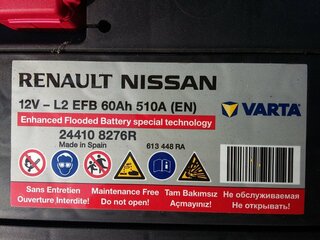 RENAULT NISSAN
12V – L2 EFB 60Ah 510A (EN)
VARTA
Enhanced Flooded Battery special technology
24410 8276R
Made in Spain
613 448 RA
Sans Entretien
Ouverture Interdite!
Maintenance Free
Do not open!
Tam Bakımsız
Açmayınız!
Не обслуживаемая
Не открывать!